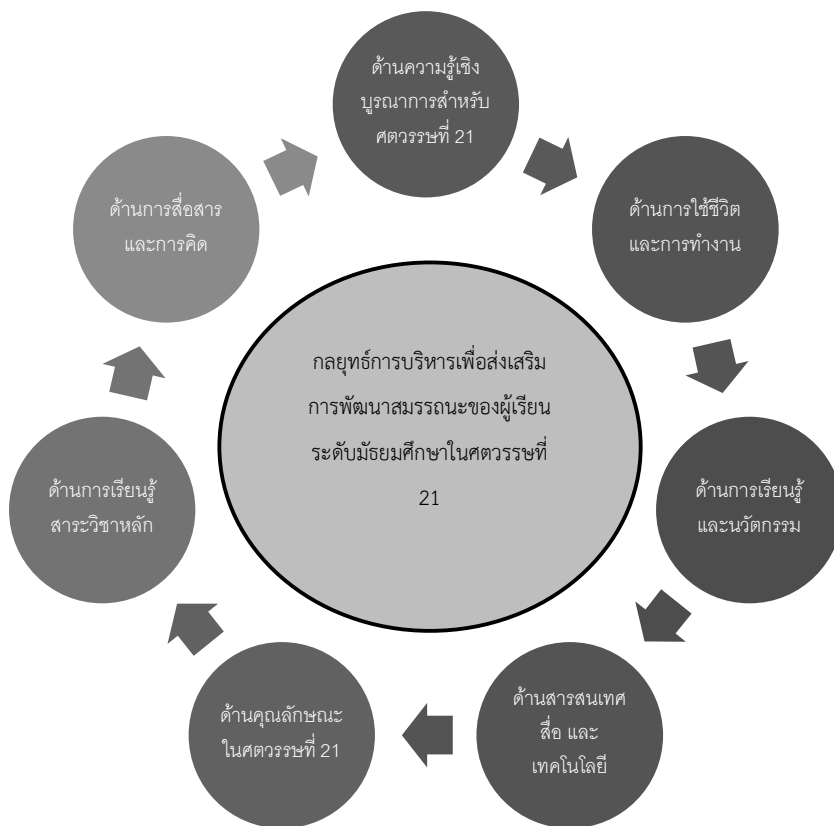 ด้านความรู้เชิง
บูรณาการสำหรับ
ศตวรรษที่ 21
ด้านการใช้ชีวิต
และการทำงาน
ด้านการเรียนรู้
และนวัตกรรม
ด้านสารสนเทศ
สื่อ และ
เทคโนโลยี
ด้านคุณลักษณะ
ในศตวรรษที่ 21
ด้านการเรียนรู้
สาระวิชาหลัก
ด้านการสื่อสาร
และการคิด
กลยุทธ์การบริหารเพื่อส่งเสริม
การพัฒนาสมรรถนะของผู้เรียน
ระดับมัธยมศึกษาในศตวรรษที่
21